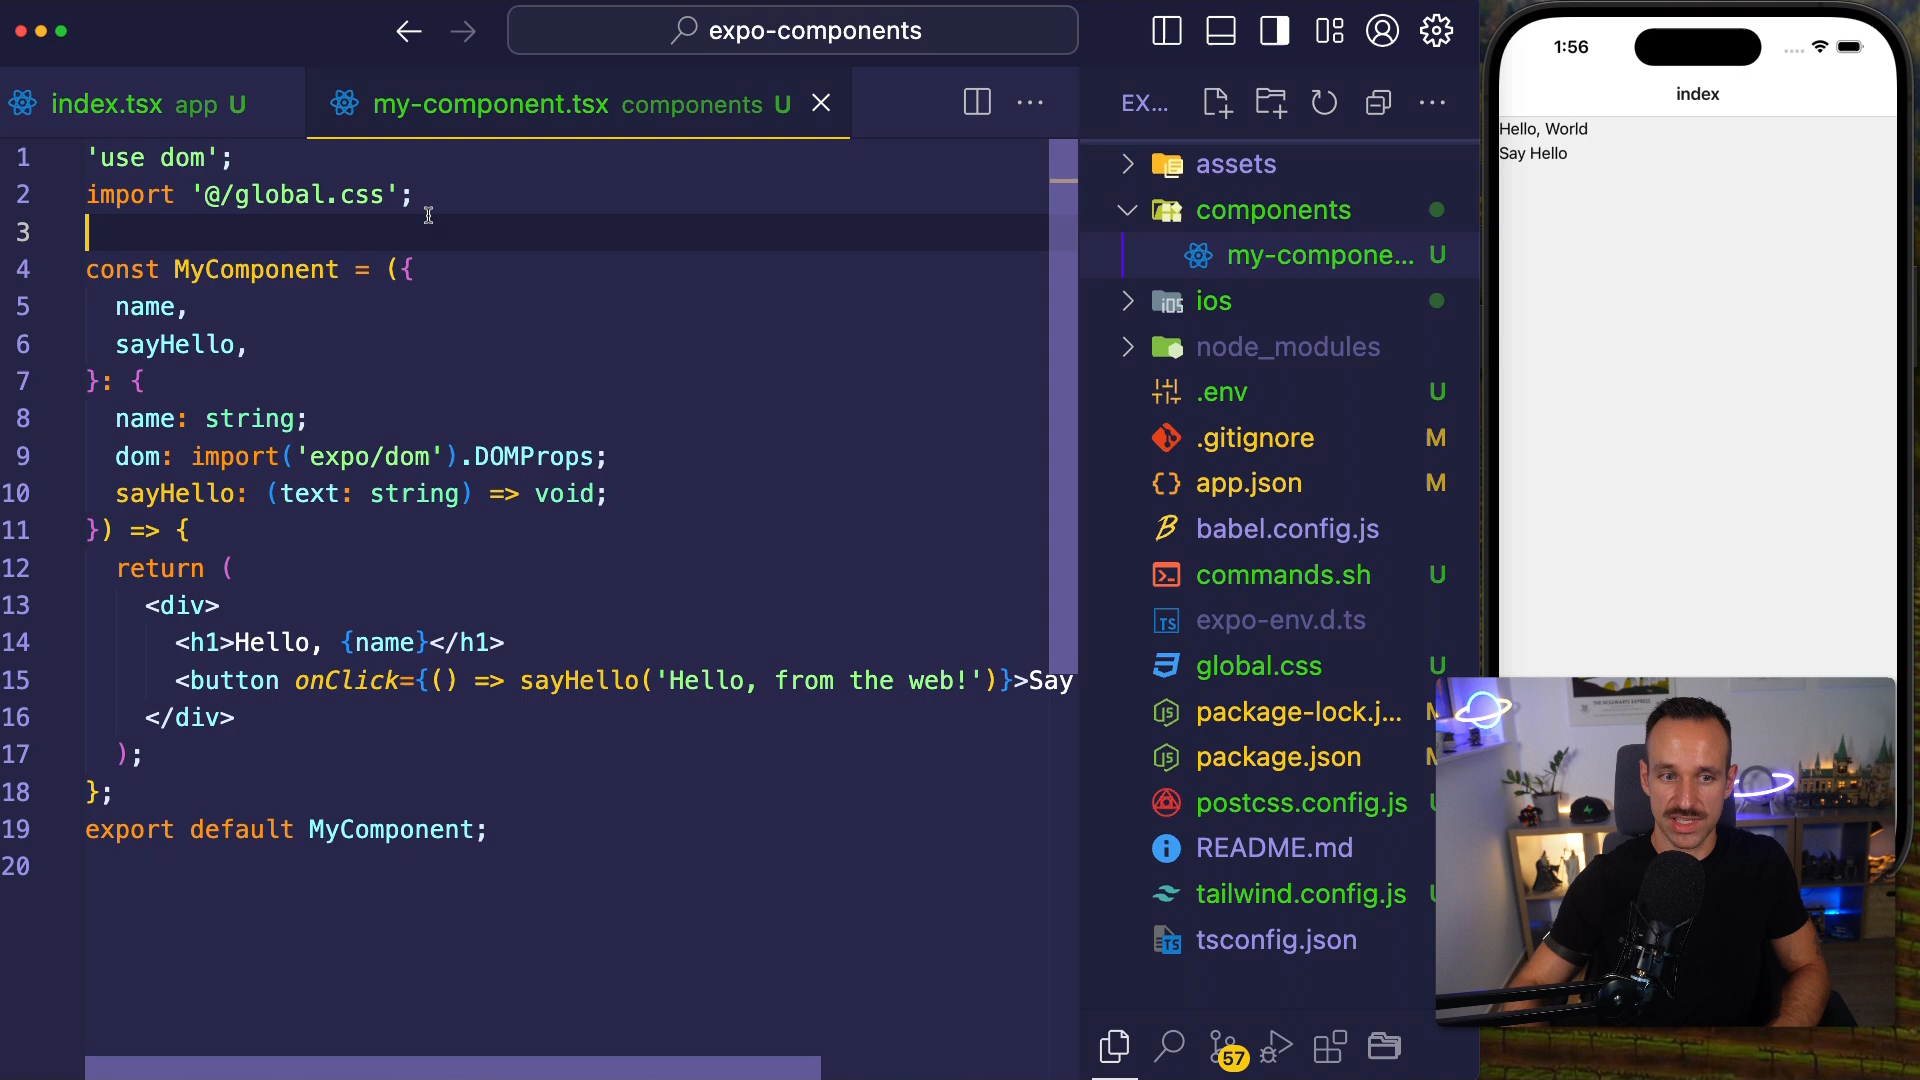 expo-components
index.tsx app U
my-component.tsx components U
EX...
1 'use dom';
2 import '@/global.css';
3
4 const MyComponent = ({
5 name,
6 sayHello,
7 }: {
8 name: string;
9 dom: import('expo/dom').DOMProps;
10 sayHello: (text: string) => void;
11 }) => {
12 return (
13 <div>
14 <h1>Hello, {name}</h1>
15 <button onClick={() => sayHello('Hello, from the web!')}>Say
16 </div>
17 );
18 };
19 export default MyComponent;
20
assets
components
my-compone... U
ios
node_modules
.env U
.gitignore M
app.json M
babel.config.js
commands.sh U
expo-env.d.ts
global.css U
package-lock.j... M
package.json M
postcss.config.js U
README.md
tailwind.config.js U
tsconfig.json
57
1:56
index
Hello, World
Say Hello
THE HOGWARTS EXPRESS